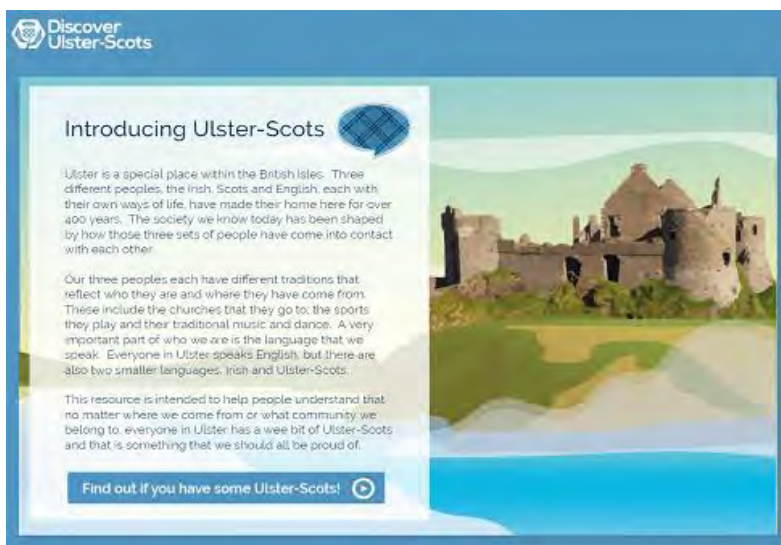 Discover
Ulster-Scots
Introducing Ulster-Scots
Ulster is a special place within the British Isles. Three
different peoples, the Irish, Scots and English, each with
their own ways of life, have made their home here for over
400 years. The society we know today has been shaped
by how those three sets of people have come into contact
with each other.
Our three peoples each have different traditions that
reflect who they are and where they have come from.
These include the churches that they go to, the sports
they play and their traditional music and dance. A very
important part of who we are is the language that we
speak. Everyone in Ulster speaks English, but there are
also two smaller languages, Irish and Ulster-Scots.
This resource is intended to help people understand that
no matter where we come from or what community we
belong to, everyone in Ulster has a wee bit of Ulster-Scots
and that is something that we should all be proud of.
Find out if you have some Ulster-Scots!